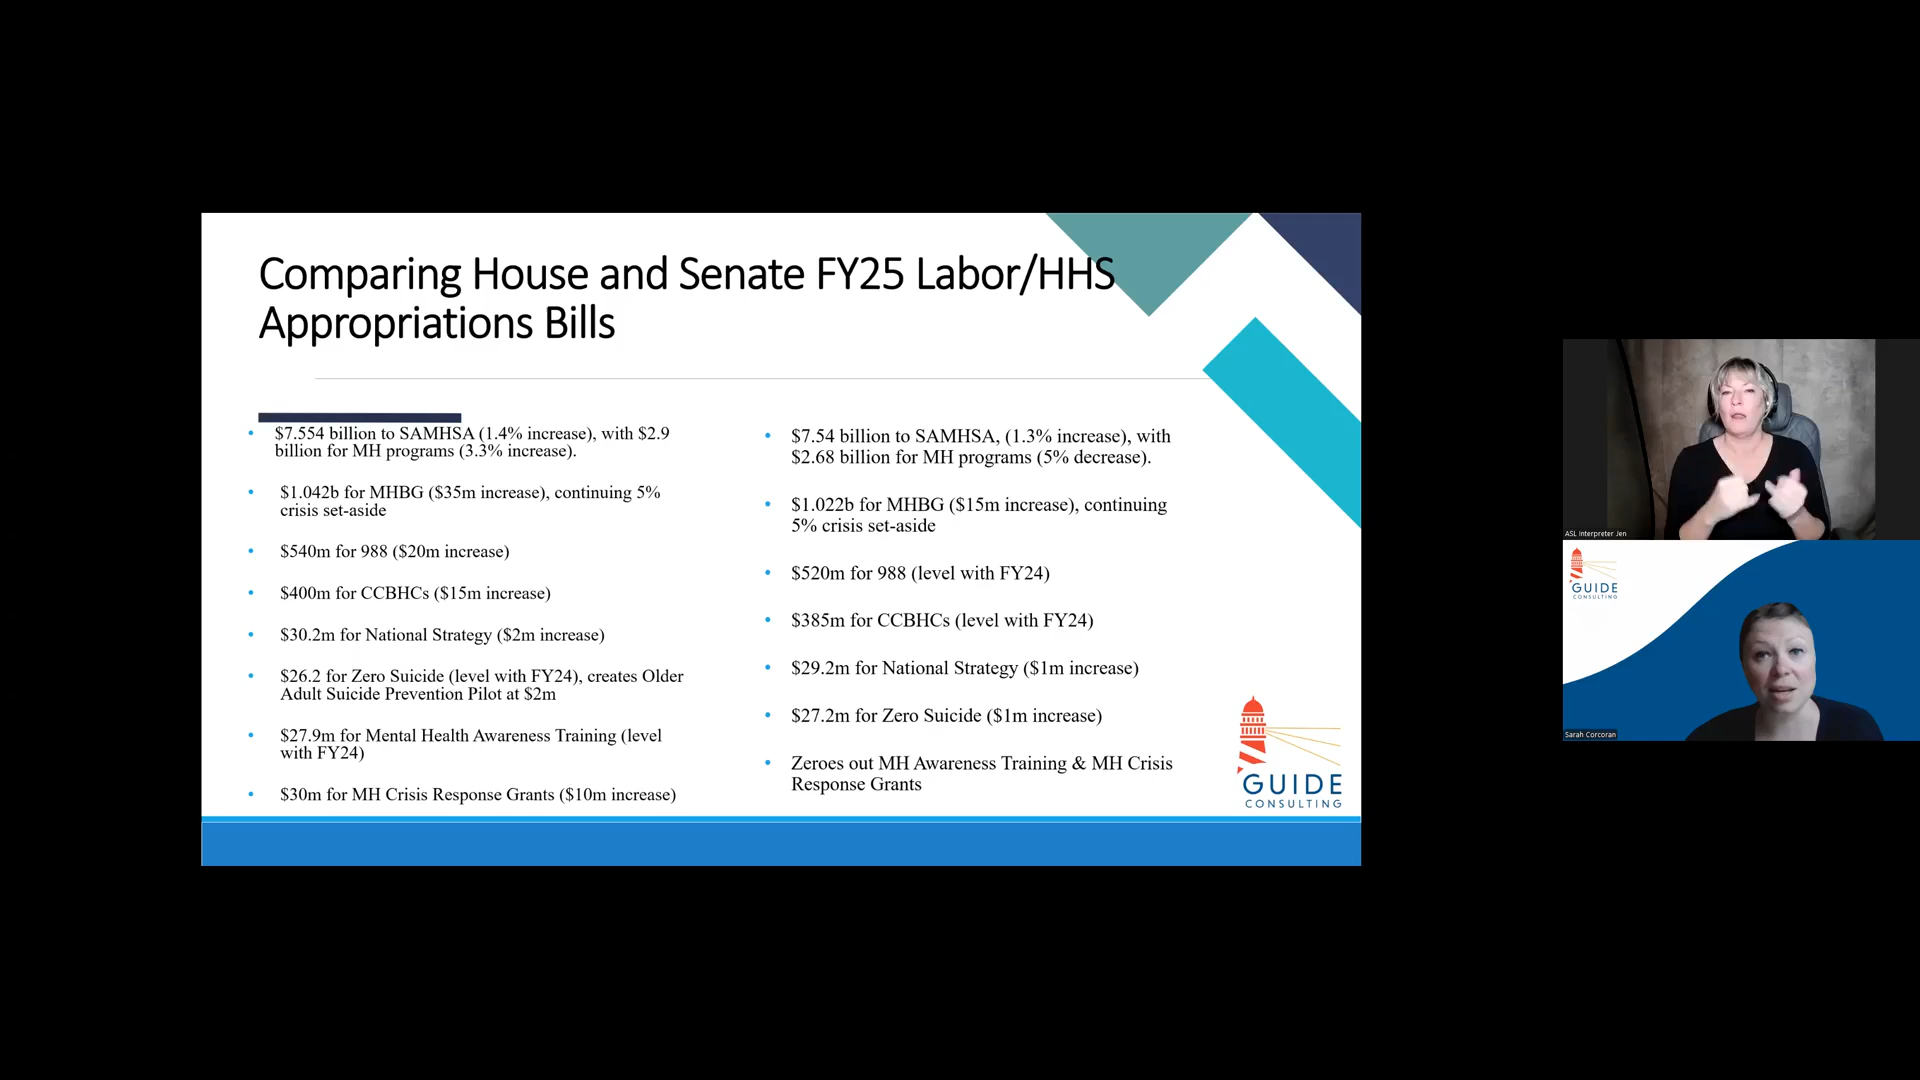 Comparing House and Senate FY25 Labor/HHS
Appropriations Bills
• $7.554 billion to SAMHSA (1.4% increase), with $2.9
billion for MH programs (3.3% increase).
• $1.042b for MHBG ($35m increase), continuing 5%
crisis set-aside
• $540m for 988 ($20m increase)
• $400m for CCBHCs ($15m increase)
• $30.2m for National Strategy ($2m increase)
• $26.2 for Zero Suicide (level with FY24), creates Older
Adult Suicide Prevention Pilot at $2m
• $27.9m for Mental Health Awareness Training (level
with FY24)
• $30m for MH Crisis Response Grants ($10m increase)
• $7.54 billion to SAMHSA, (1.3% increase), with
$2.68 billion for MH programs (5% decrease).
• $1.022b for MHBG ($15m increase), continuing
5% crisis set-aside
• $520m for 988 (level with FY24)
• $385m for CCBHCs (level with FY24)
• $29.2m for National Strategy ($1m increase)
• $27.2m for Zero Suicide ($1m increase)
• Zeroes out MH Awareness Training & MH Crisis
Response Grants
GUIDE
CONSULTING
ASL Interpreter Jen
GUIDE
CONSULTING
Sarah Corcoran